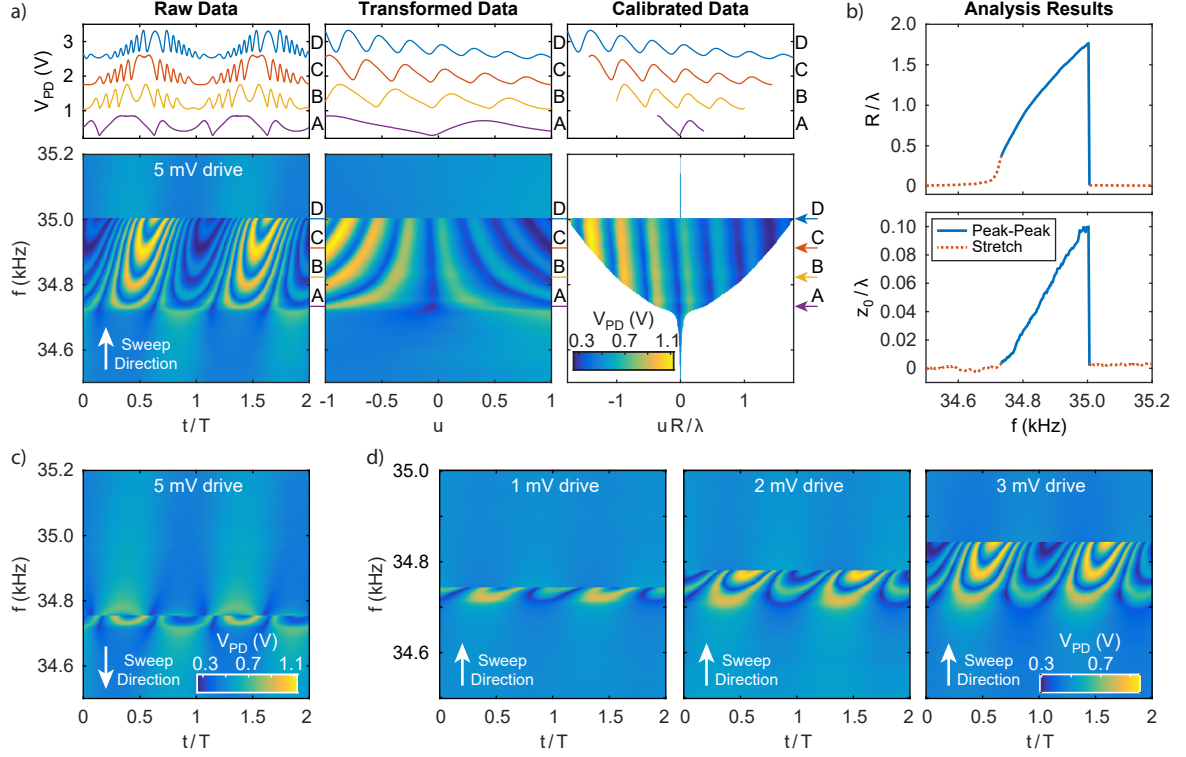 a)
Raw Data
Transformed Data
Calibrated Data
V_PD (V)
3
2
1
D
C
B
A
D
C
B
A
f (kHz)
35.2
35.0
34.8
34.6
5 mV drive
Sweep
Direction
D
C
B
A
D
C
B
A
V_PD (V)
0.3 0.7 1.1
0 0.5 1 1.5 2
t/T
-1 -0.5 0 0.5 1
u
-1 0 1
u R/λ
b)
Analysis Results
R/λ
1.5
1.0
0.5
0
z_0/λ
0.10
0.08
0.06
0.04
0.02
0
Peak-Peak
Stretch
34.6 34.8 35.0 35.2
f (kHz)
c)
f (kHz)
35.2
35.0
34.8
34.6
5 mV drive
Sweep
Direction
V_PD (V)
0.3 0.7 1.1
0 0.5 1 1.5 2
t/T
d)
f (kHz)
35.0
34.8
34.6
1 mV drive
Sweep
Direction
0 0.5 1 1.5 2
t/T
2 mV drive
Sweep
Direction
0 0.5 1 1.5 2
t/T
3 mV drive
Sweep
Direction
V_PD (V)
0.3 0.7
0 0.5 1 1.5 2
t/T